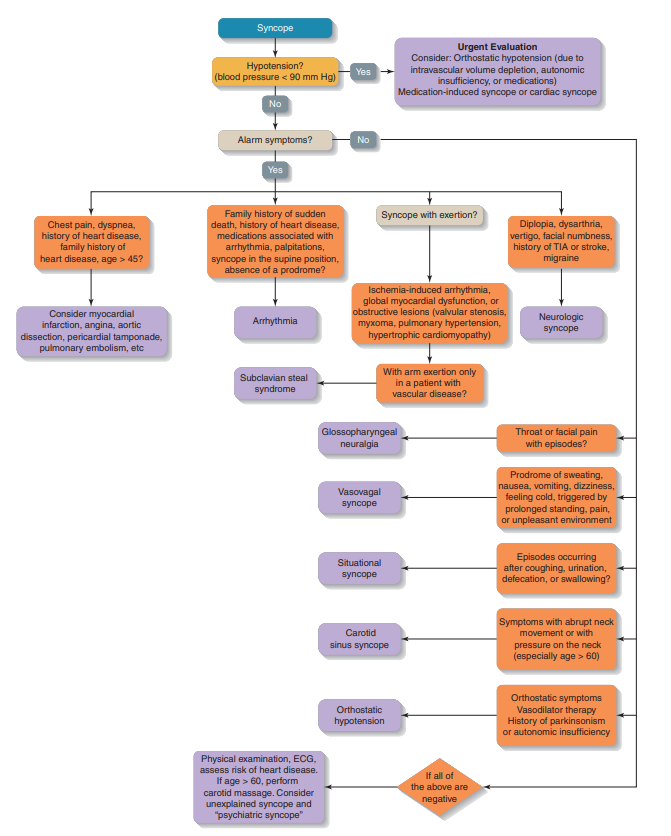 Syncope
Hypotension?
(blood pressure < 90 mm Hg)
Yes
Urgent Evaluation
Consider: Orthostatic hypotension (due to
intravascular volume depletion, autonomic
insufficiency, or medications)
Medication-induced syncope or cardiac syncope
No
Alarm symptoms?
No
Yes
Chest pain, dyspnea,
history of heart disease,
family history of
heart disease, age > 45?
Family history of sudden
death, history of heart disease,
medications associated with
arrhythmia, palpitations,
syncope in the supine position,
absence of a prodrome?
Syncope with exertion?
Diplopia, dysarthria,
vertigo, facial numbness,
history of TIA or stroke,
migraine
Consider myocardial
infarction, angina, aortic
dissection, pericardial tamponade,
pulmonary embolism, etc
Arrhythmia
Ischemia-induced arrhythmia,
global myocardial dysfunction, or
obstructive lesions (valvular stenosis,
myxoma, pulmonary hypertension,
hypertrophic cardiomyopathy)
Neurologic
syncope
Subclavian steal
syndrome
With arm exertion only
in a patient with
vascular disease?
Glossopharyngeal
neuralgia
Throat or facial pain
with episodes?
Vasovagal
syncope
Prodrome of sweating,
nausea, vomiting, dizziness,
feeling cold, triggered by
prolonged standing, pain,
or unpleasant environment
Situational
syncope
Episodes occurring
after coughing, urination,
defecation, or swallowing?
Carotid
sinus syncope
Symptoms with abrupt neck
movement or with
pressure on the neck
(especially age > 60)
Orthostatic
hypotension
Orthostatic symptoms
Vasodilator therapy
History of parkinsonism
or autonomic insufficiency
Physical examination, ECG,
assess risk of heart disease.
If age > 60, perform
carotid massage. Consider
unexplained syncope and
“psychiatric syncope”
If all of
the above are
negative